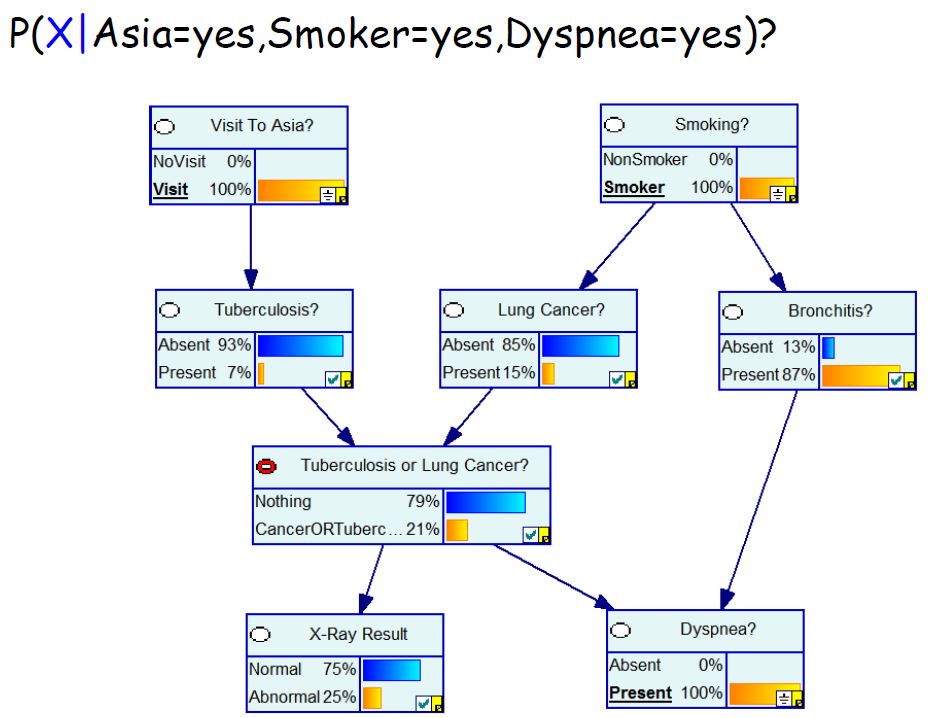 P(X|Asia=yes,Smoker=yes,Dyspnea=yes)?
Visit To Asia?
NoVisit 0%
Visit 100%
Smoking?
NonSmoker 0%
Smoker 100%
Tuberculosis?
Absent 93%
Present 7%
Lung Cancer?
Absent 85%
Present 15%
Bronchitis?
Absent 13%
Present 87%
Tuberculosis or Lung Cancer?
Nothing 79%
CancerORTuberc... 21%
X-Ray Result
Normal 75%
Abnormal 25%
Dyspnea?
Absent 0%
Present 100%